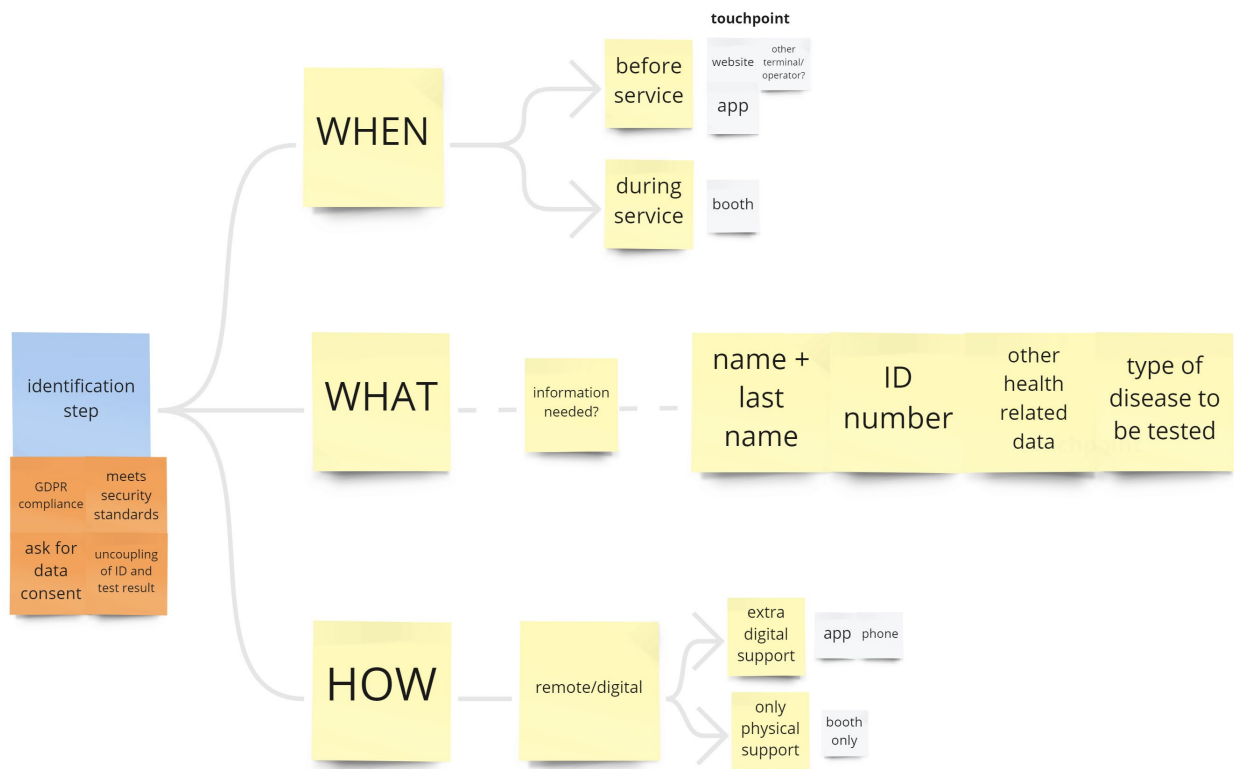 touchpoint
WHEN
before
service
website
other
terminal/
operator?
app
during
service
booth
identification
step
GDPR
compliance
meets
security
standards
ask for
data
consent
uncoupling
of ID and
test result
WHAT
information
needed?
name +
last
name
ID
number
other
health
related
data
type of
disease to
be tested
HOW
remote/digital
extra
digital
support
app
phone
only
physical
support
booth
only